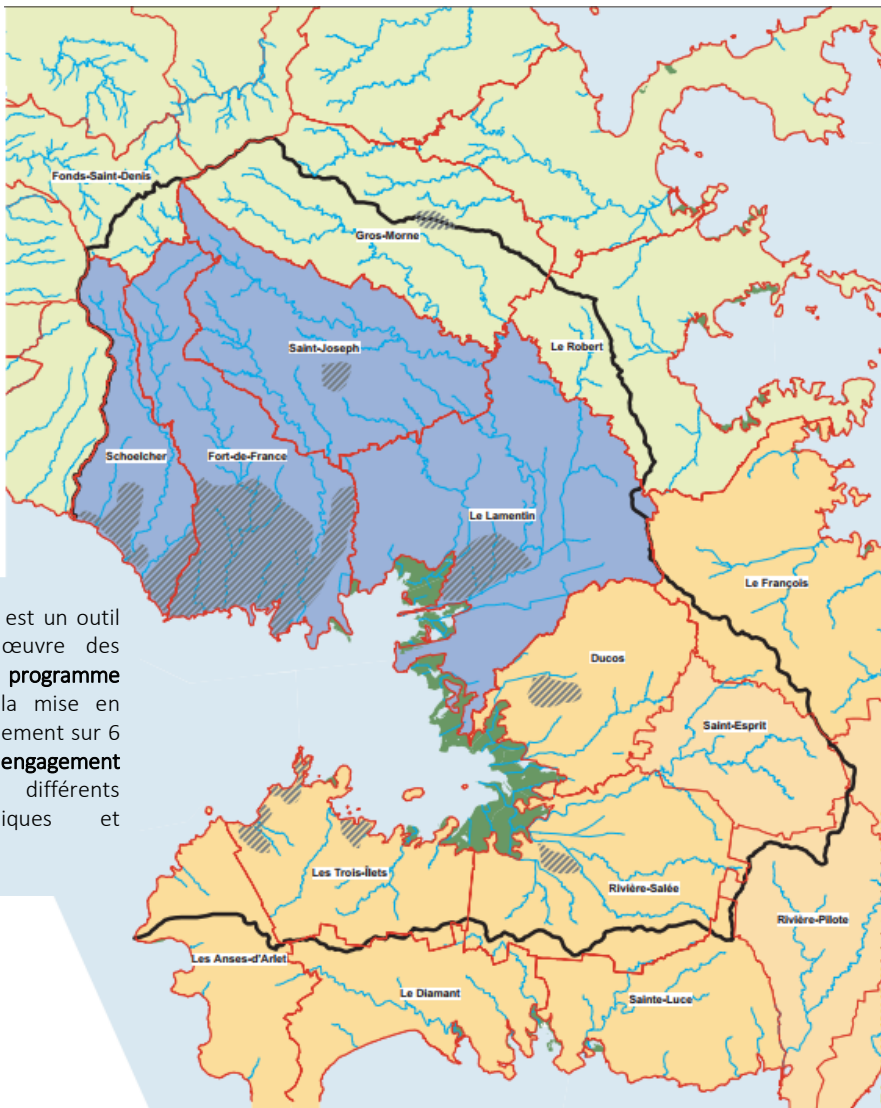 Fonds-Saint-Denis
Gros-Morne
Le Robert
Saint-Joseph
Schoelcher
Fort-de-France
Le Lamentin
Le François
est un outil
œuvre des
programme
la mise en
ement sur 6
engagement
différents
iques et
Ducos
Saint-Esprit
Les Trois-Îlets
Rivière-Salée
Rivière-Pilote
Les Anses-d'Arlet
Le Diamant
Sainte-Luce